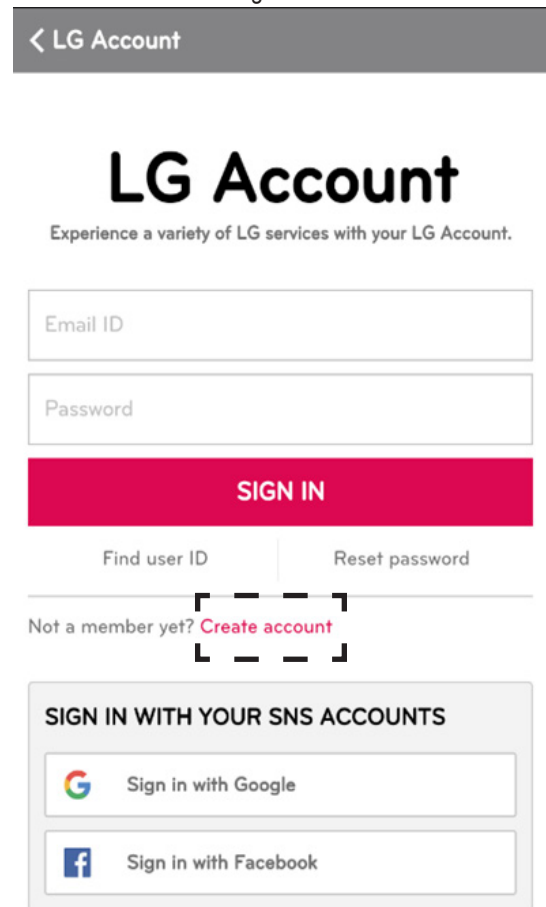 LG Account
LG Account
Experience a variety of LG services with your LG Account.
Email ID
Password
SIGN IN
Find user ID Reset password
Not a member yet? Create account
SIGN IN WITH YOUR SNS ACCOUNTS
Sign in with Google
Sign in with Facebook